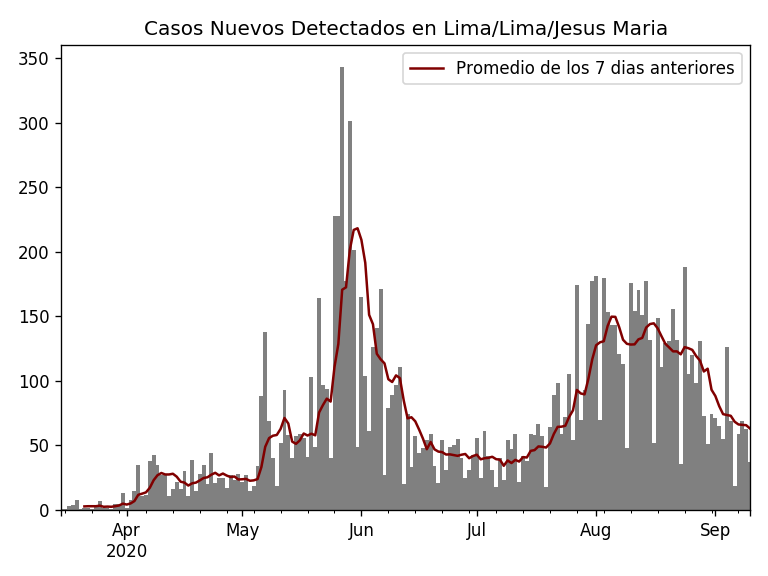 Casos Nuevos Detectados en Lima/Lima/Jesus Maria
Promedio de los 7 dias anteriores
350
300
250
200
150
100
50
0
Apr
May
Jun
Jul
Aug
Sep
2020